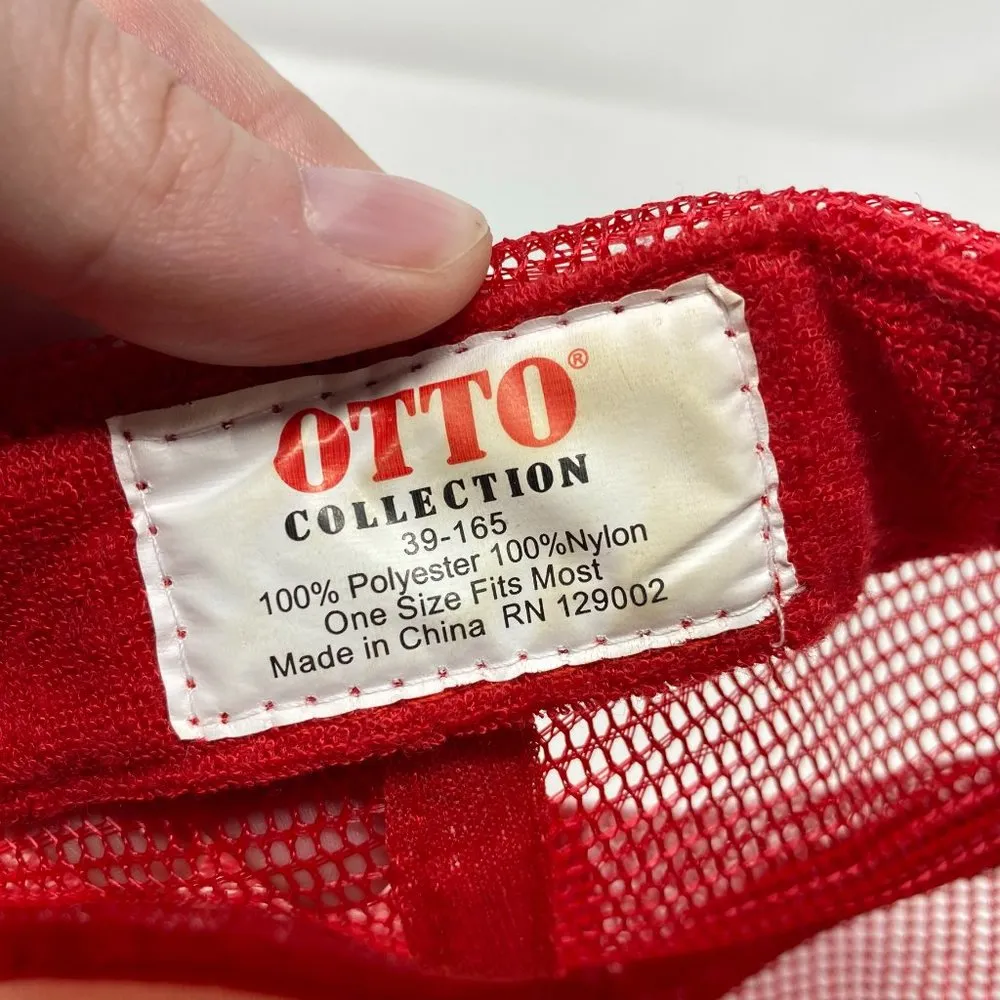 OTTO®
COLLECTION
39-165
100% Polyester 100%Nylon
One Size Fits Most
Made in China RN 129002